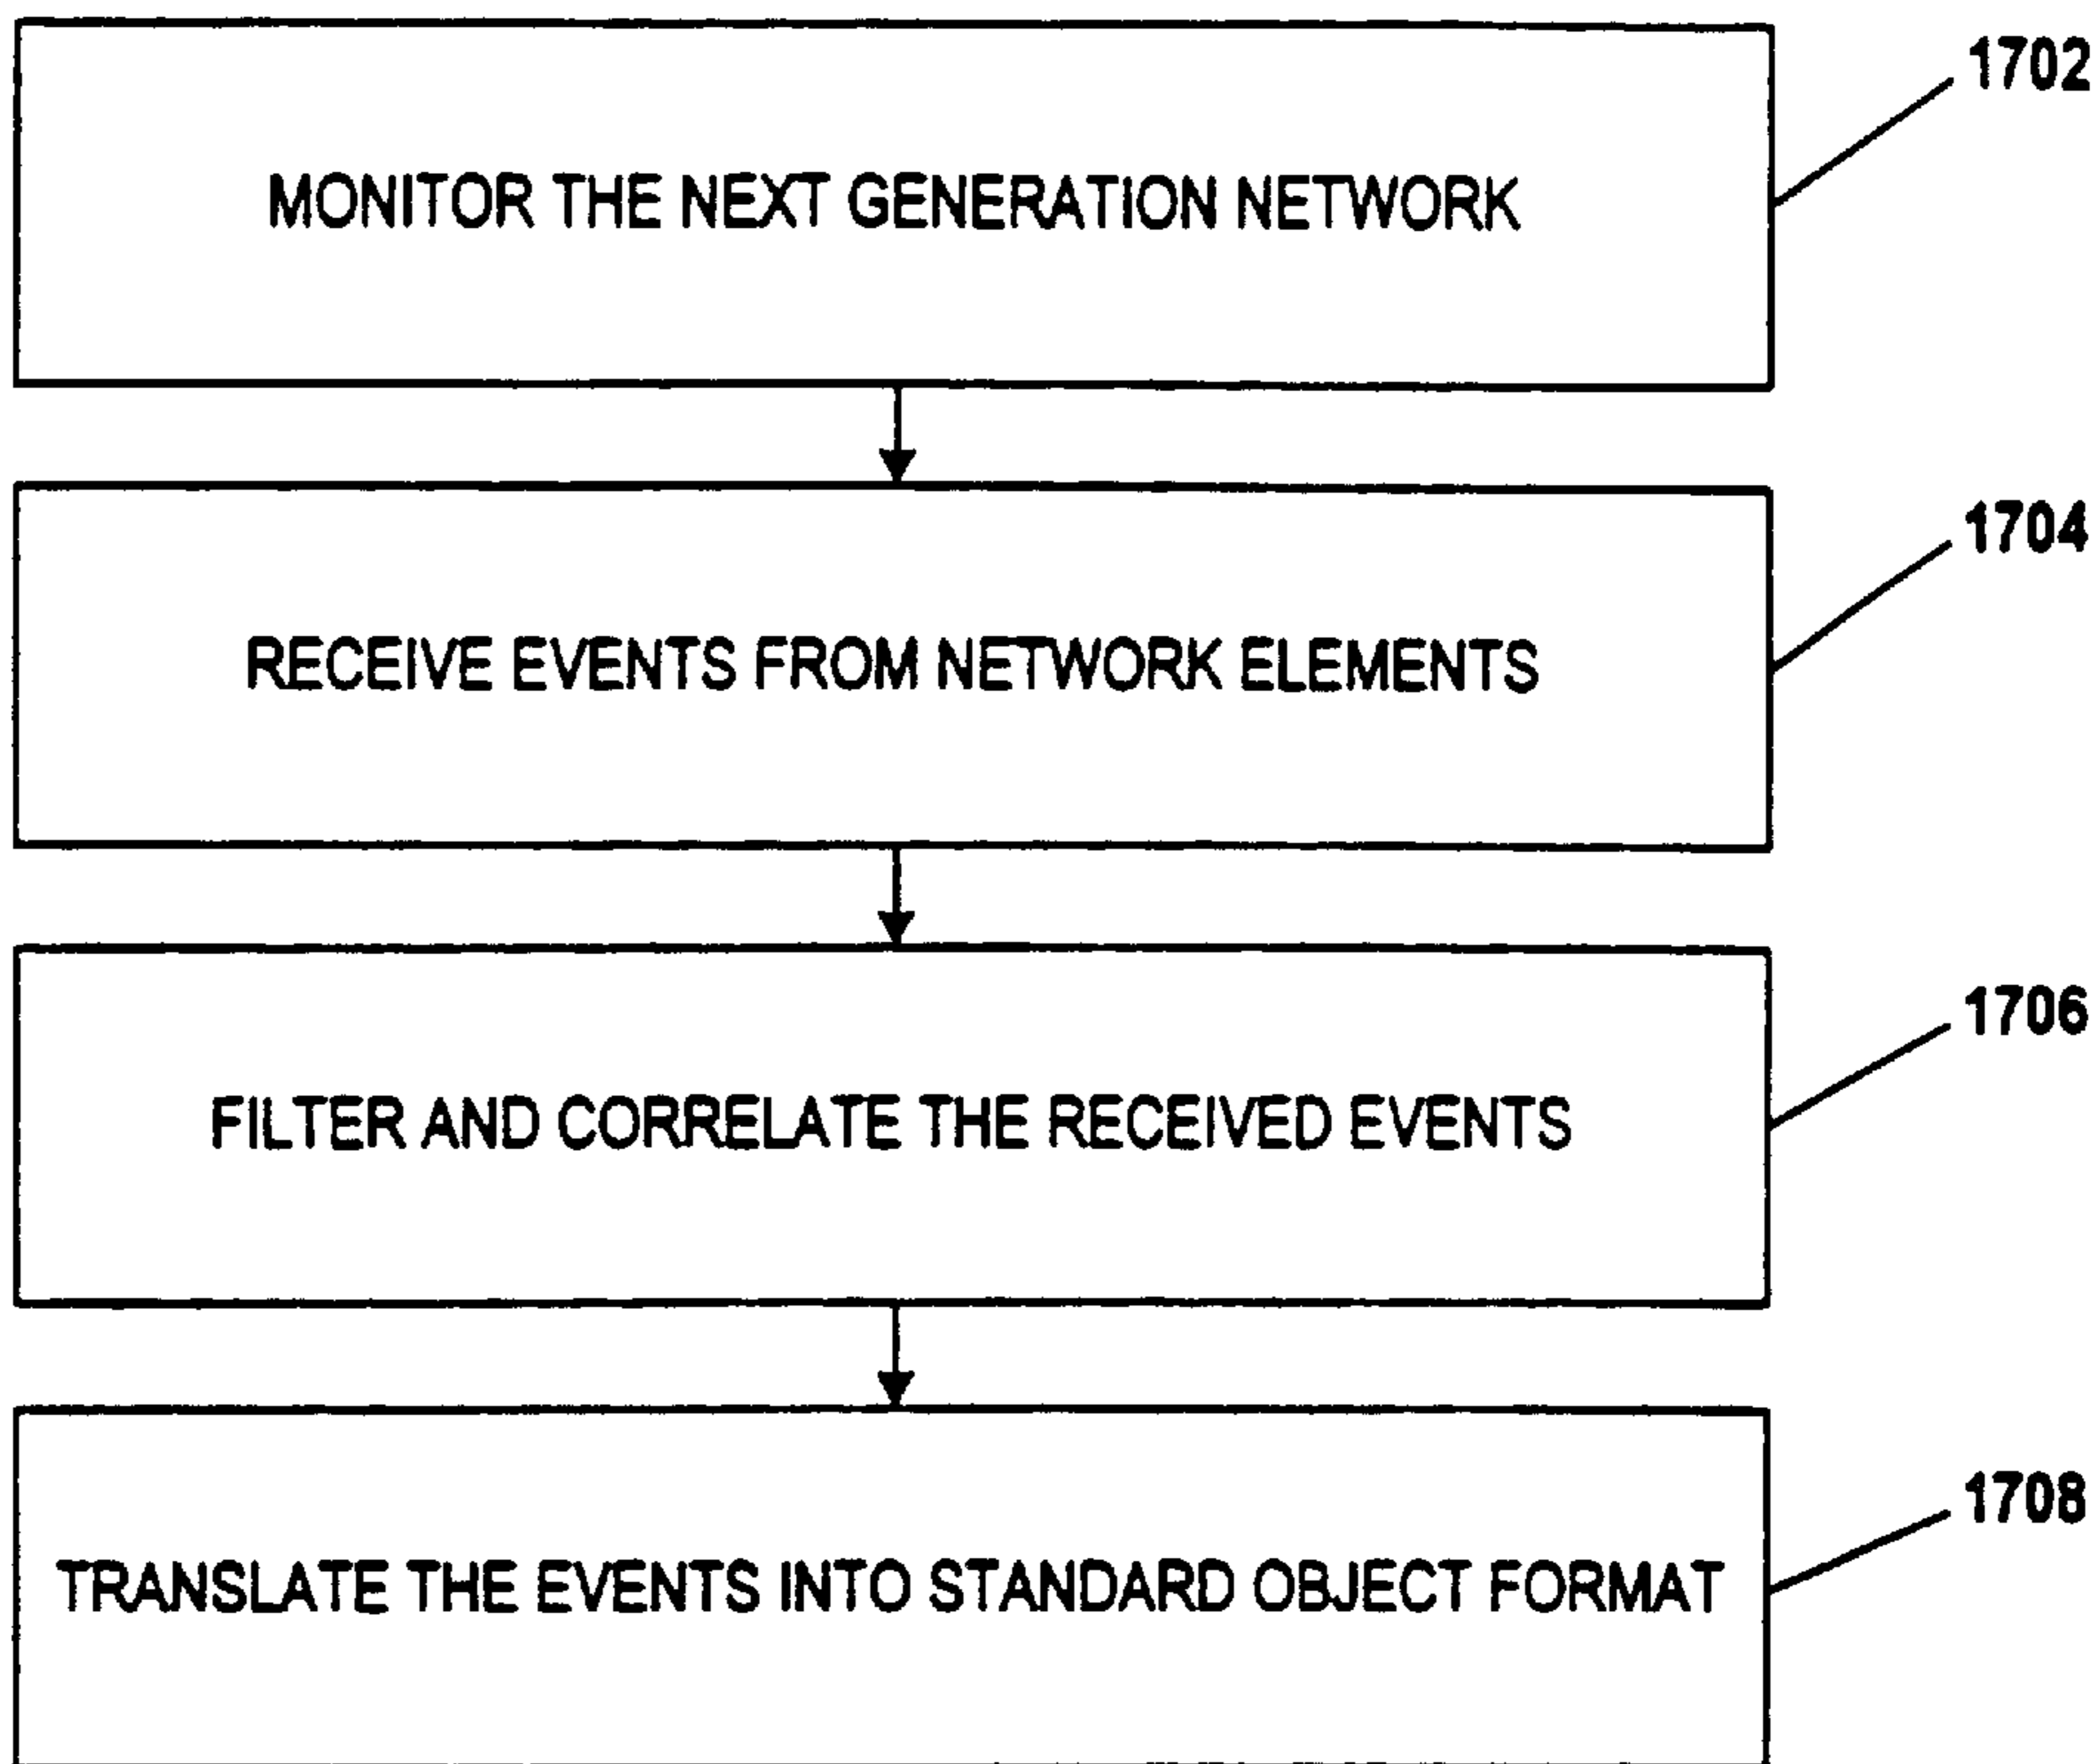 MONITOR THE NEXT GENERATION NETWORK
1702
RECEIVE EVENTS FROM NETWORK ELEMENTS
1704
FILTER AND CORRELATE THE RECEIVED EVENTS
1706
TRANSLATE THE EVENTS INTO STANDARD OBJECT FORMAT
1708